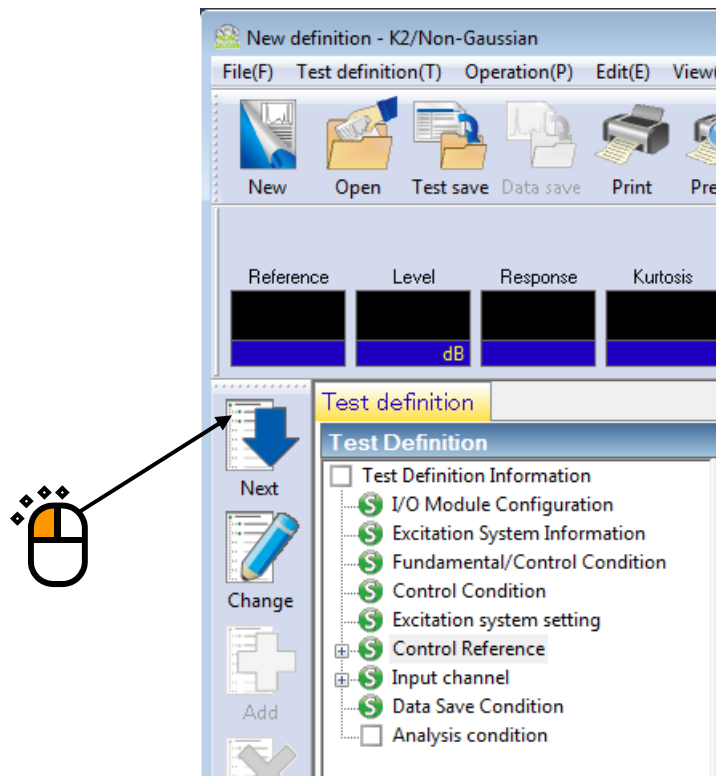 New definition - K2/Non-Gaussian
File(F) Test definition(T) Operation(P) Edit(E) View(
New Open Test save Data save Print Pre
Reference Level Response Kurtosis
dB
Test definition
Test Definition
Next
Test Definition Information
S I/O Module Configuration
S Excitation System Information
S Fundamental/Control Condition
Change
S Control Condition
S Excitation system setting
S Control Reference
S Input channel
Add
S Data Save Condition
Analysis condition